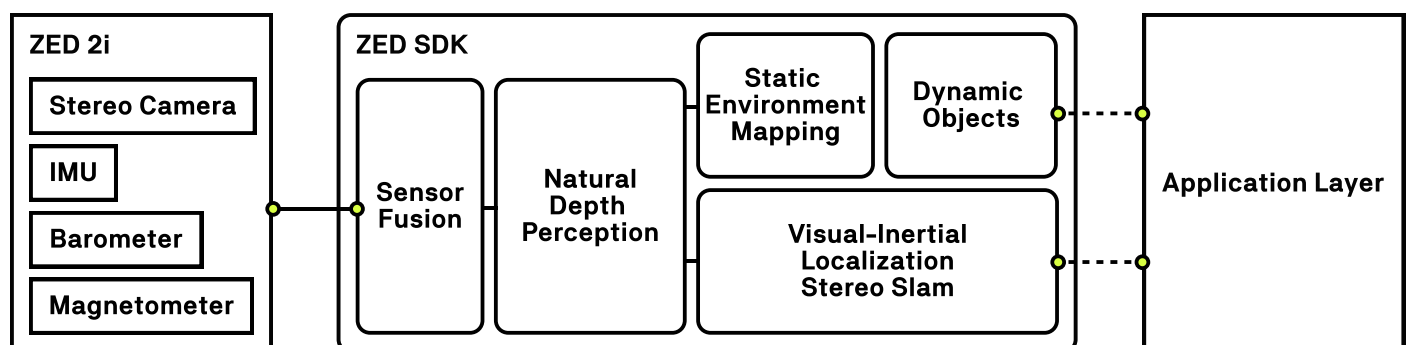 ZED 2i
Stereo Camera
IMU
Barometer
Magnetometer
ZED SDK
Sensor
Fusion
Natural
Depth
Perception
Static
Environment
Mapping
Dynamic
Objects
Visual-Inertial
Localization
Stereo Slam
Application Layer